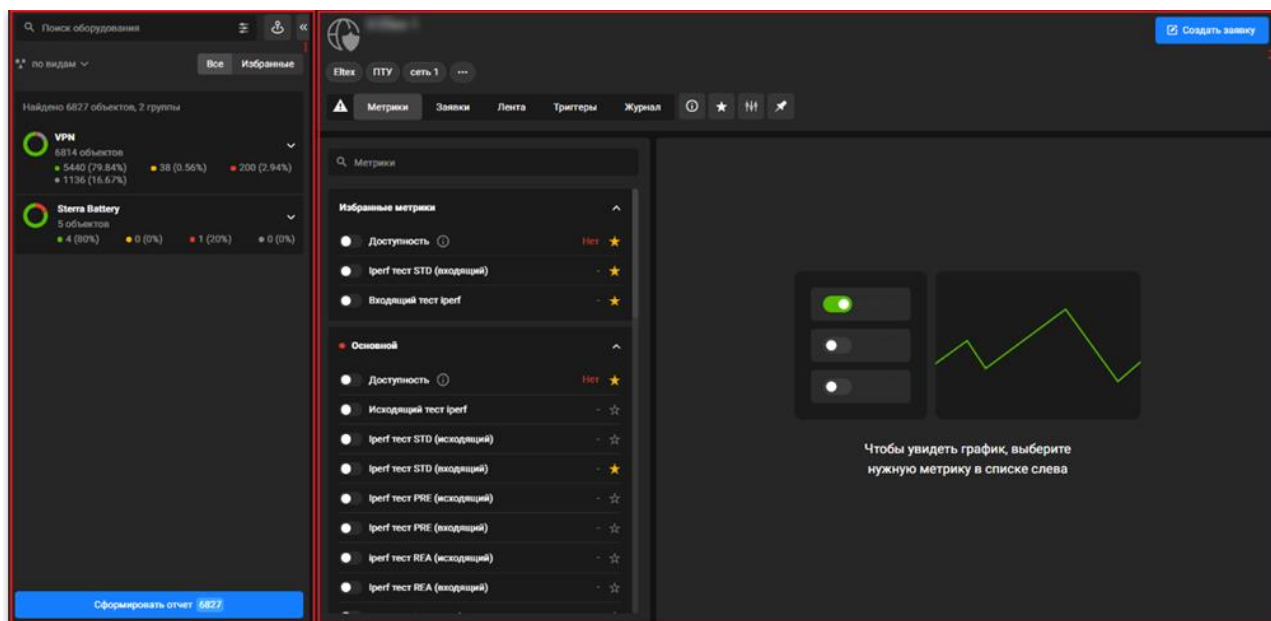 Поиск оборудования
1
по видам
Все Избранные
Найдено 6827 объектов, 2 группы
VPN
6814 объектов
5440 (79.84%) 38 (0.56%) 200 (2.94%)
1136 (16.67%)
Sterra Battery
5 объектов
4 (80%) 0 (0%) 1 (20%) 0 (0%)
Сформировать отчет 6827
Создать заявку
Eltex ПТУ сеть 1 ...
Метрики Заявки Лента Триггеры Журнал
Метрики
Избранные метрики
Доступность Нет
Iperf тест STD (входящий) -
Входящий тест iperf -
Основной
Доступность Нет
Исходящий тест iperf -
Iperf тест STD (исходящий) -
Iperf тест STD (входящий) -
Iperf тест PRE (исходящий) -
Iperf тест PRE (входящий) -
iperf тест REA (исходящий) -
Iperf тест REA (входящий) -
Чтобы увидеть график, выберите
нужную метрику в списке слева